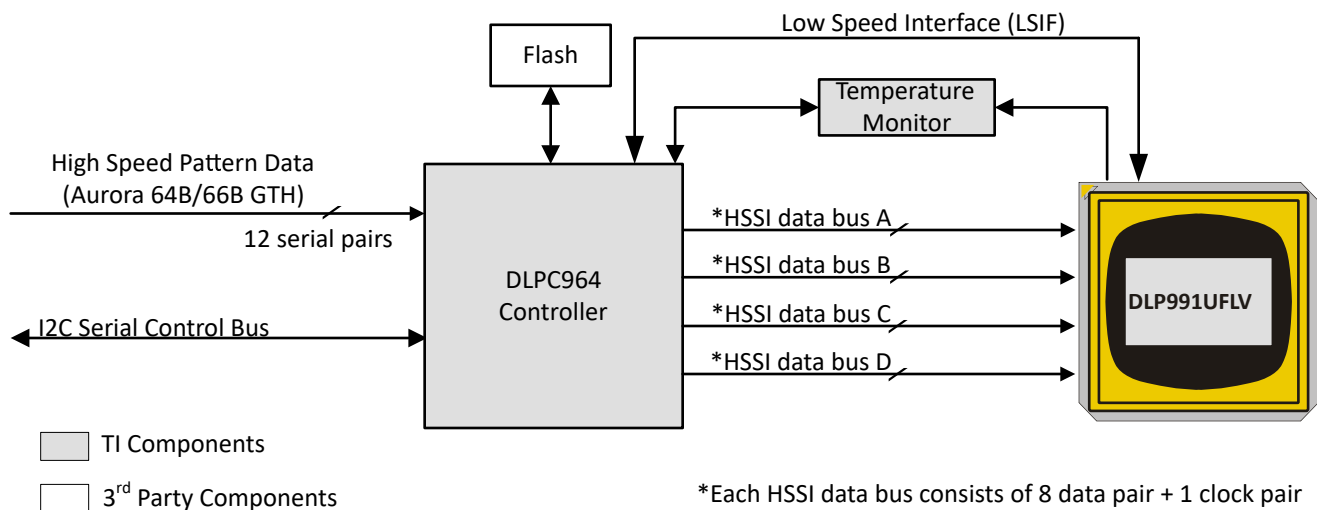 Low Speed Interface (LSIF)
Flash
Temperature
Monitor
High Speed Pattern Data
(Aurora 64B/66B GTH)
12 serial pairs
*HSSI data bus A
*HSSI data bus B
DLPC964
Controller
DLP991UFLV
*HSSI data bus C
I2C Serial Control Bus
*HSSI data bus D
TI Components
3rd Party Components
*Each HSSI data bus consists of 8 data pair + 1 clock pair